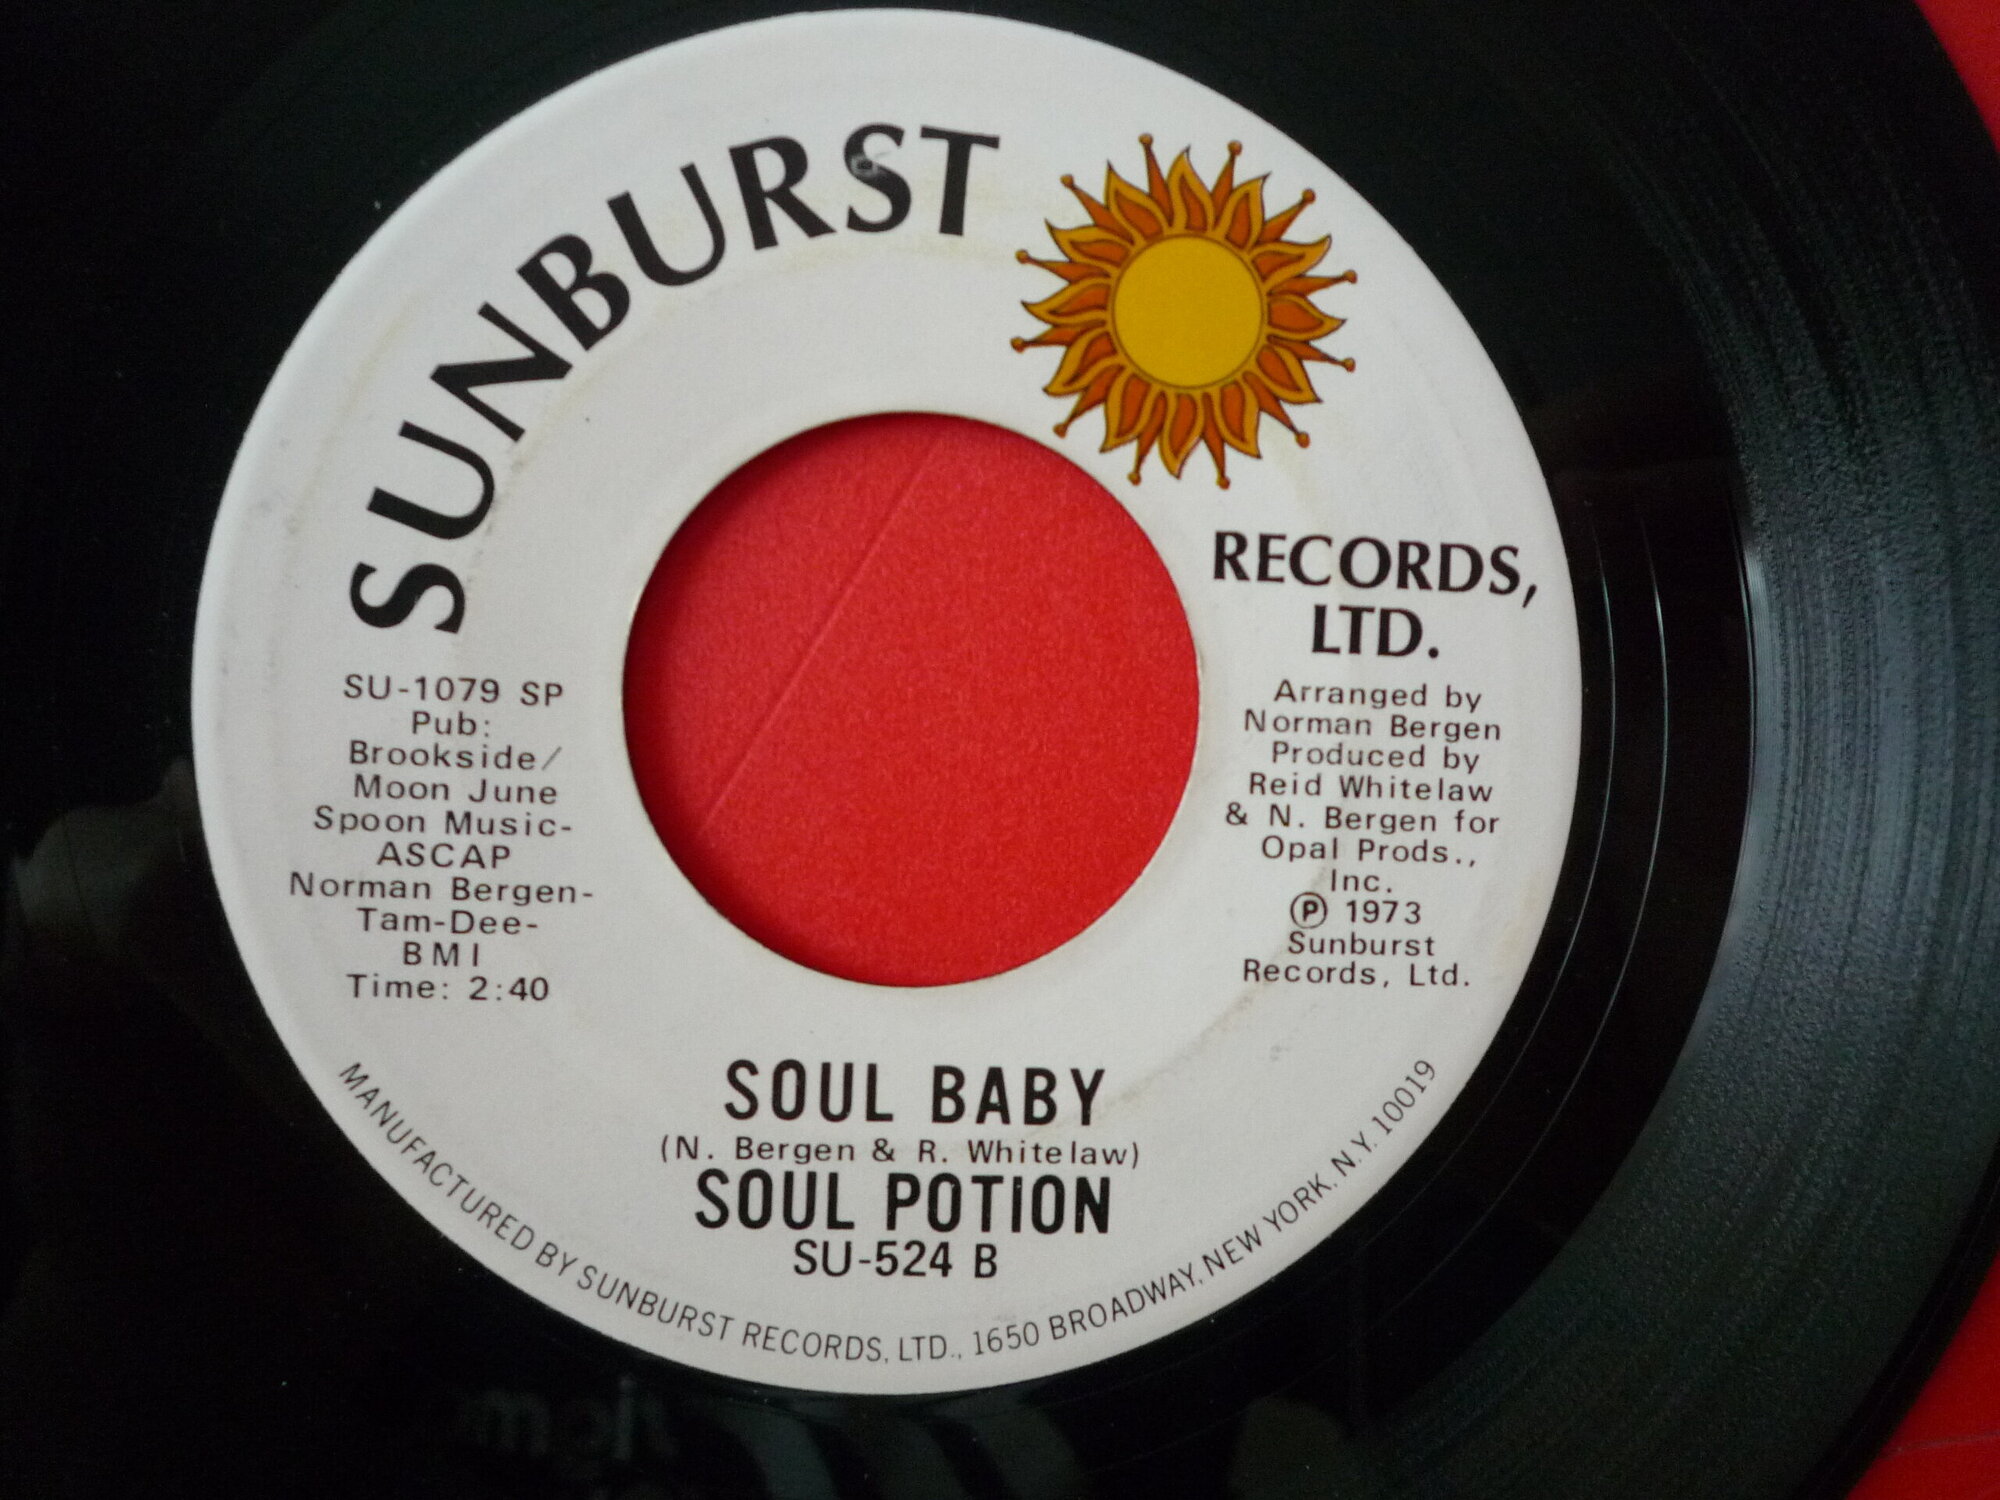 SUNBURST
RECORDS,
LTD.
SU-1079 SP
Pub:
Brookside/
Moon June
Spoon Music-
ASCAP
Norman Bergen-
Tam-Dee-
BMI
Time: 2:40
Arranged by
Norman Bergen
Produced by
Reid Whitelaw
& N. Bergen for
Opal Prods.,
Inc.
Ⓟ 1973
Sunburst
Records, Ltd.
SOUL BABY
(N. Bergen & R. Whitelaw)
SOUL POTION
SU-524 B
MANUFACTURED BY SUNBURST RECORDS, LTD., 1650 BROADWAY, NEW YORK, N.Y. 10019